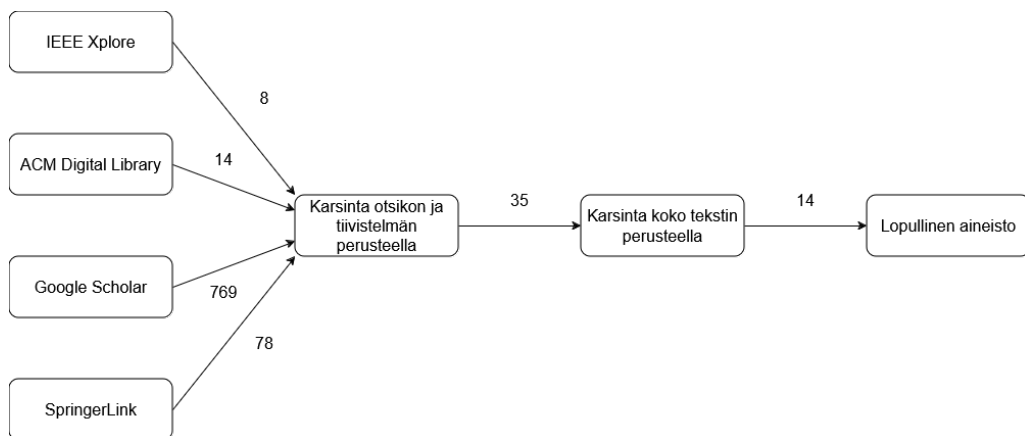 IEEE Xplore
8
ACM Digital Library
14
Karsinta otsikon ja
tiivistelmän
perusteella
35
Karsinta koko tekstin
perusteella
14
Lopullinen aineisto
Google Scholar
769
78
SpringerLink